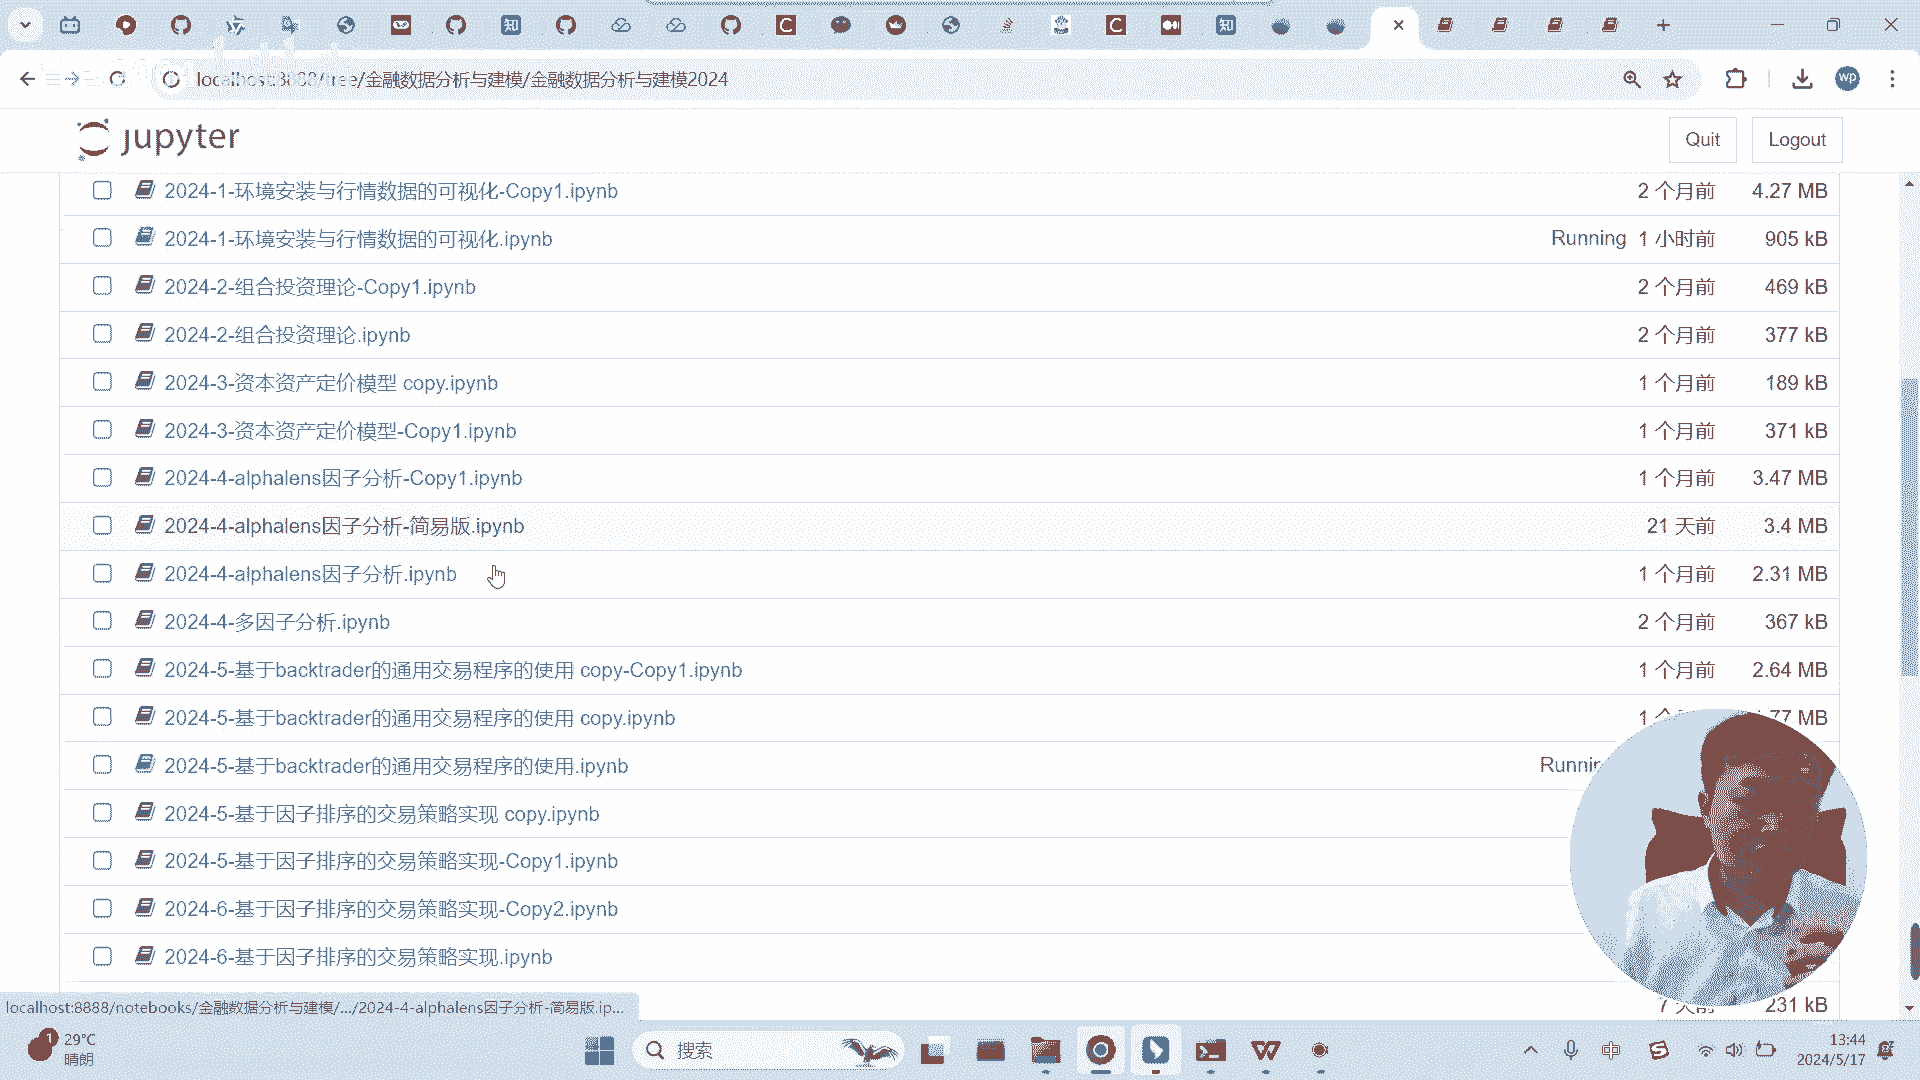 localhost:8888/tree/金融数据分析与建模/金融数据分析与建模2024
wp
jupyter
Quit
Logout
2024-1-环境安装与行情数据的可视化-Copy1.ipynb 2 个月前 4.27 MB
2024-1-环境安装与行情数据的可视化.ipynb Running 1 小时前 905 kB
2024-2-组合投资理论-Copy1.ipynb 2 个月前 469 kB
2024-2-组合投资理论.ipynb 2 个月前 377 kB
2024-3-资本资产定价模型 copy.ipynb 1 个月前 189 kB
2024-3-资本资产定价模型-Copy1.ipynb 1 个月前 371 kB
2024-4-alphalens因子分析-Copy1.ipynb 1 个月前 3.47 MB
2024-4-alphalens因子分析-简易版.ipynb 21 天前 3.4 MB
2024-4-alphalens因子分析.ipynb 1 个月前 2.31 MB
2024-4-多因子分析.ipynb 2 个月前 367 kB
2024-5-基于backtrader的通用交易程序的使用 copy-Copy1.ipynb 1 个月前 2.64 MB
2024-5-基于backtrader的通用交易程序的使用 copy.ipynb 1 77 MB
2024-5-基于backtrader的通用交易程序的使用.ipynb Runnin
2024-5-基于因子排序的交易策略实现 copy.ipynb
2024-5-基于因子排序的交易策略实现-Copy1.ipynb
2024-6-基于因子排序的交易策略实现-Copy2.ipynb
2024-6-基于因子排序的交易策略实现.ipynb
7 天前 231 kB
localhost:8888/notebooks/金融数据分析与建模/.../2024-4-alphalens因子分析-简易版.ip...
1
29°C
晴朗
搜索
中
13:44
2024/5/17